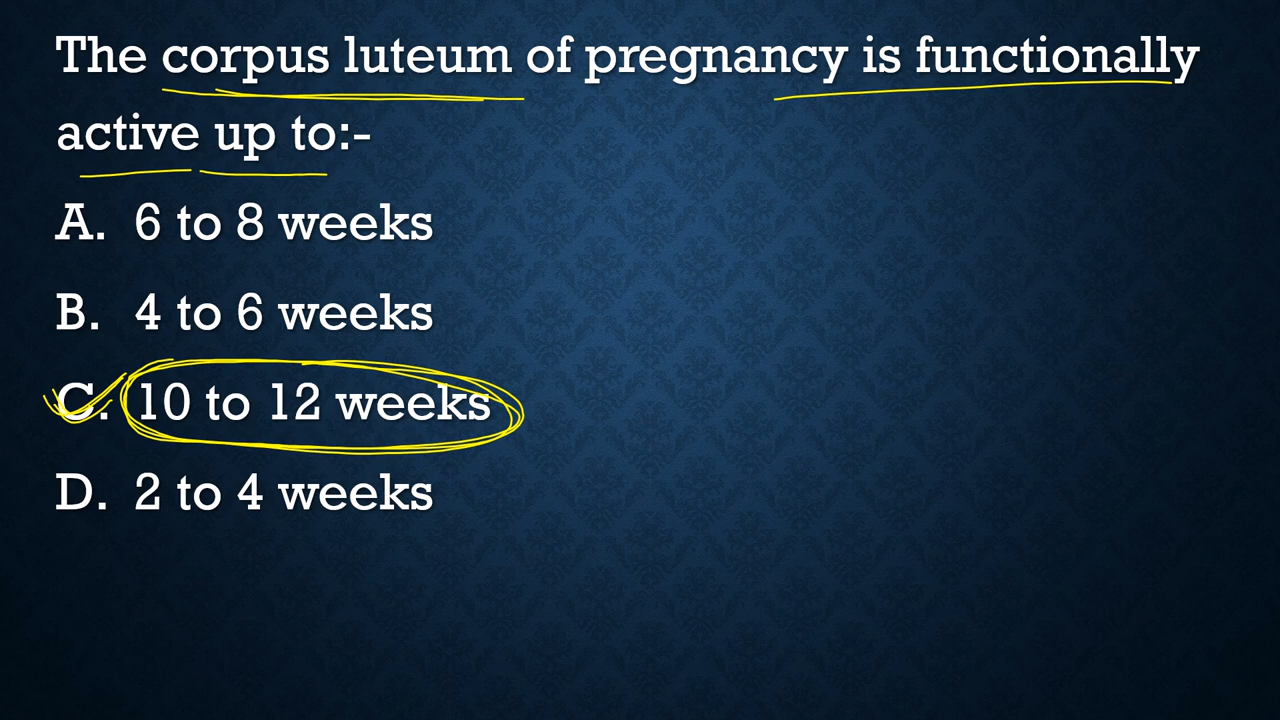 The corpus luteum of pregnancy is functionally
active up to:-
A. 6 to 8 weeks
B. 4 to 6 weeks
C. 10 to 12 weeks
D. 2 to 4 weeks